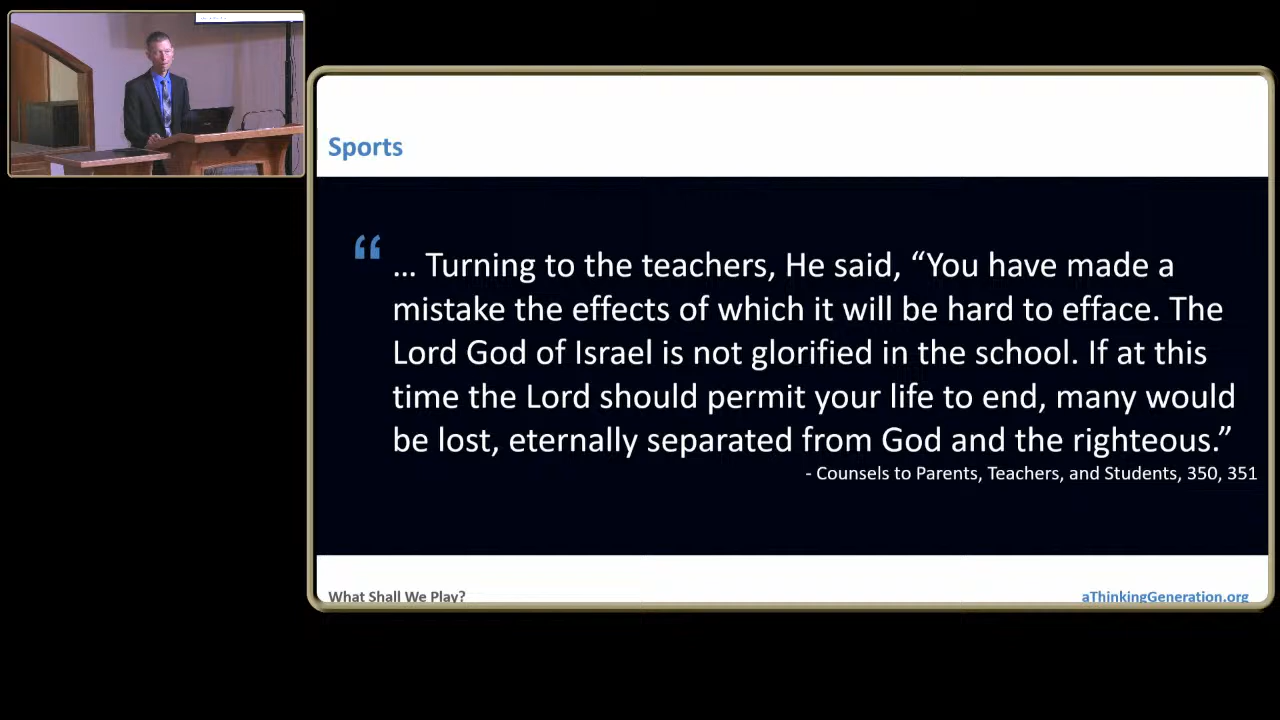 Sports
“ ... Turning to the teachers, He said, “You have made a
mistake the effects of which it will be hard to efface. The
Lord God of Israel is not glorified in the school. If at this
time the Lord should permit your life to end, many would
be lost, eternally separated from God and the righteous.”
- Counsels to Parents, Teachers, and Students, 350, 351
What Shall We Play?
aThinkingGeneration.org